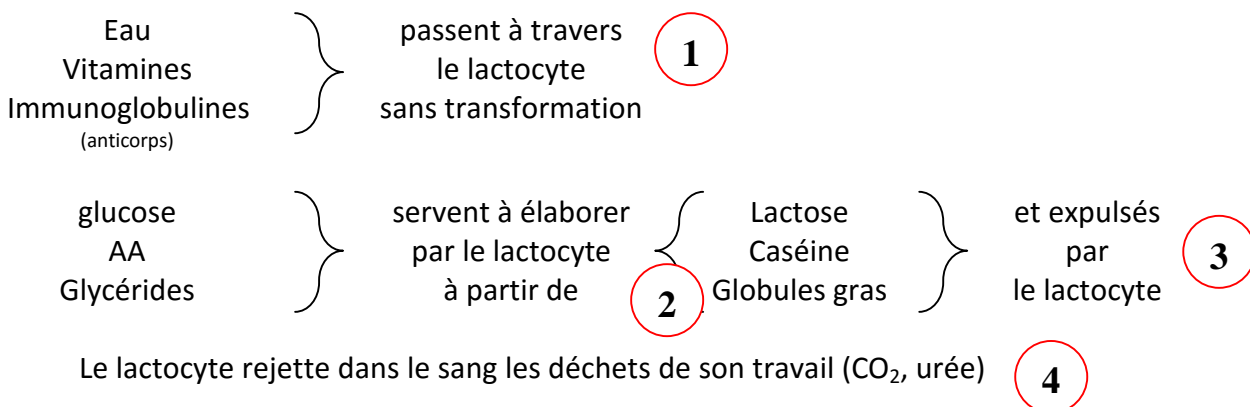 Eau passent à travers 1
Vitamines le lactocyte
Immunoglobulines sans transformation
(anticorps)
glucose servent à élaborer Lactose et expulsés
AA par le lactocyte Caséine par 3
Glycérides à partir de 2 Globules gras le lactocyte
Le lactocyte rejette dans le sang les déchets de son travail (CO₂, urée) 4